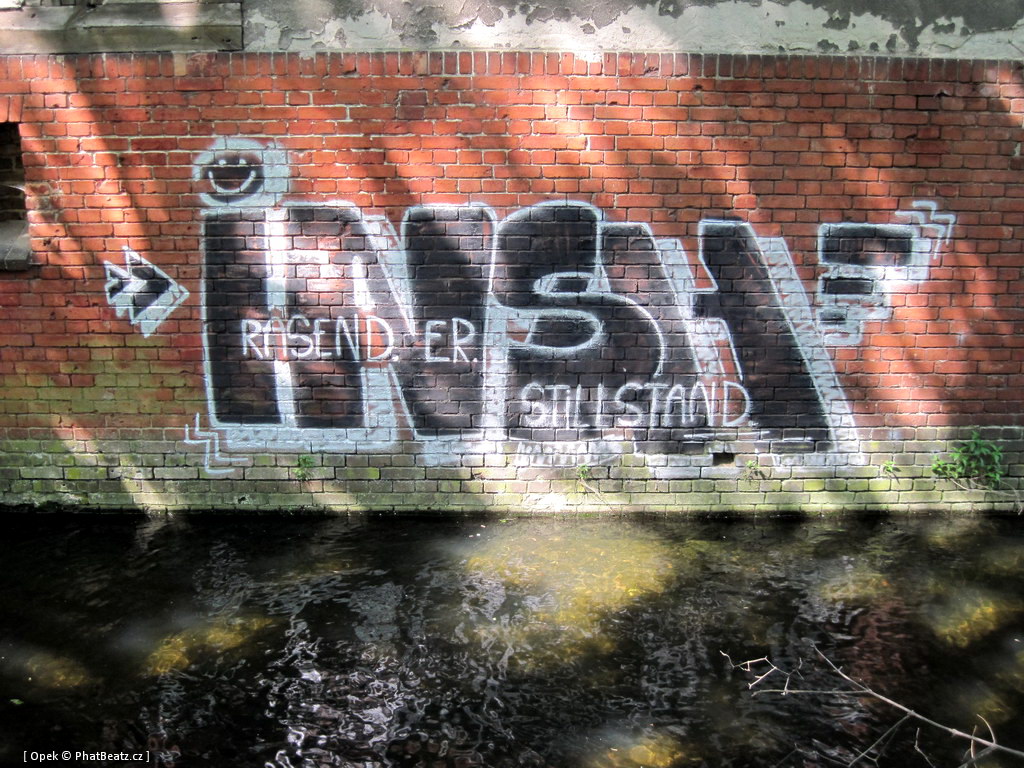 RASEND. ER.
STILLSTAND
[ Opek © PhatBeatz.cz ]